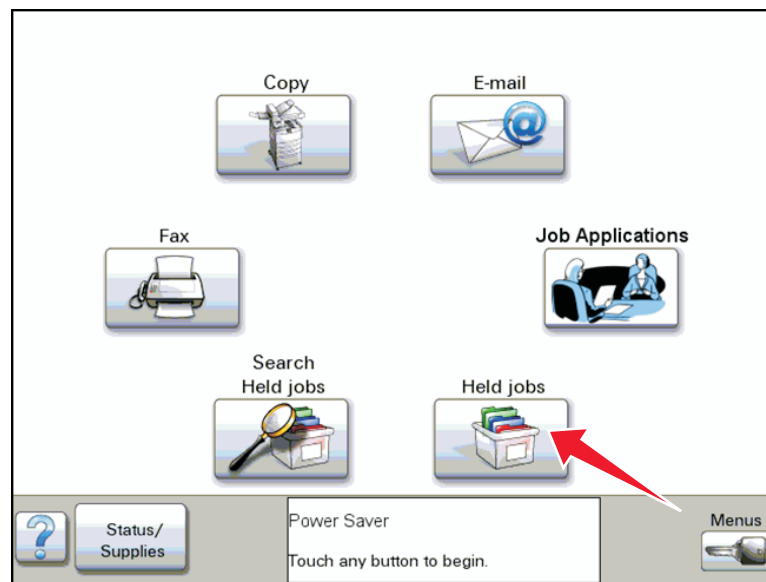 Copy
E-mail
@
Fax
Job Applications
Search
Held jobs
Held jobs
?
Status/
Supplies
Power Saver
Touch any button to begin.
Menus